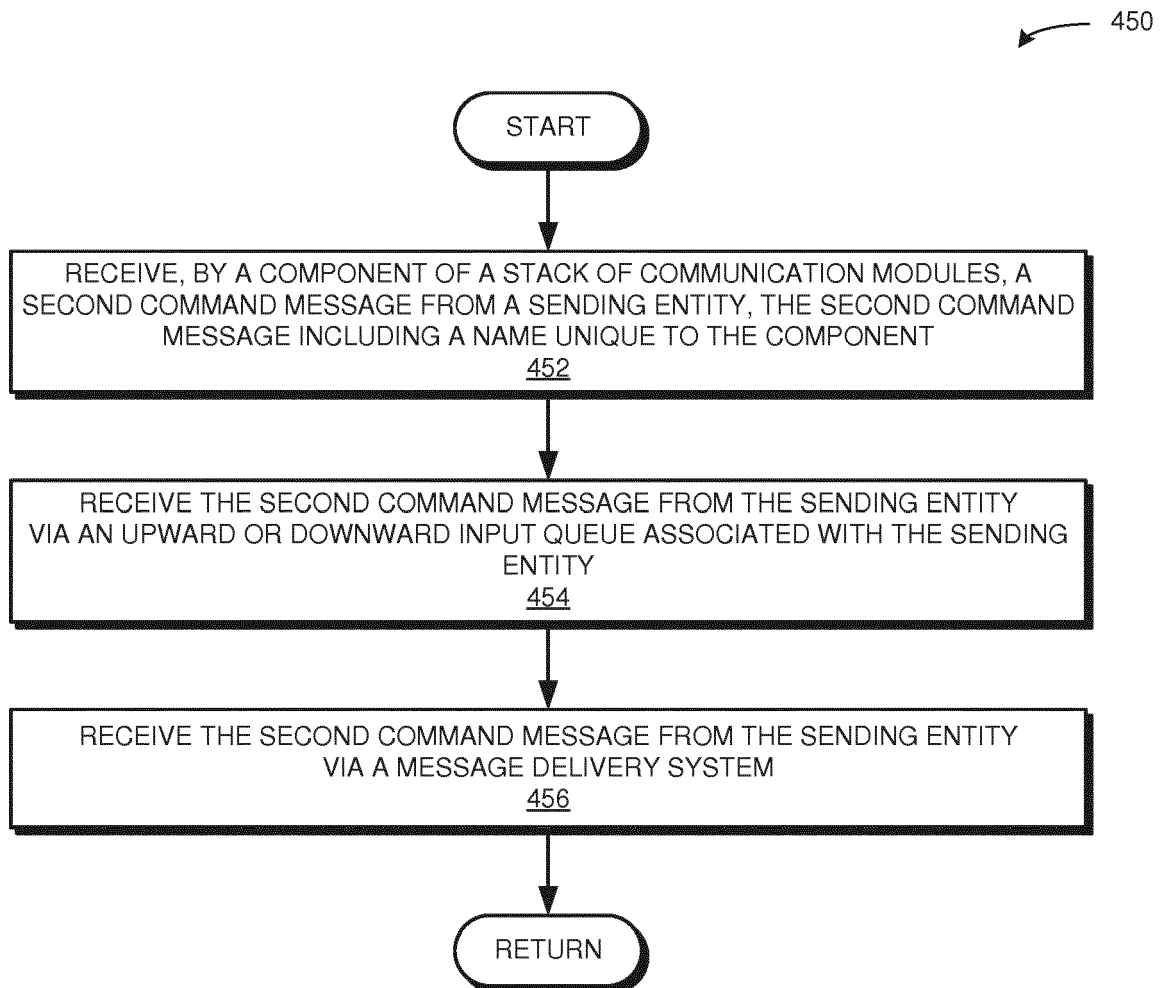 450
START
RECEIVE, BY A COMPONENT OF A STACK OF COMMUNICATION MODULES, A
SECOND COMMAND MESSAGE FROM A SENDING ENTITY, THE SECOND COMMAND
MESSAGE INCLUDING A NAME UNIQUE TO THE COMPONENT
452
RECEIVE THE SECOND COMMAND MESSAGE FROM THE SENDING ENTITY
VIA AN UPWARD OR DOWNWARD INPUT QUEUE ASSOCIATED WITH THE SENDING
ENTITY
454
RECEIVE THE SECOND COMMAND MESSAGE FROM THE SENDING ENTITY
VIA A MESSAGE DELIVERY SYSTEM
456
RETURN